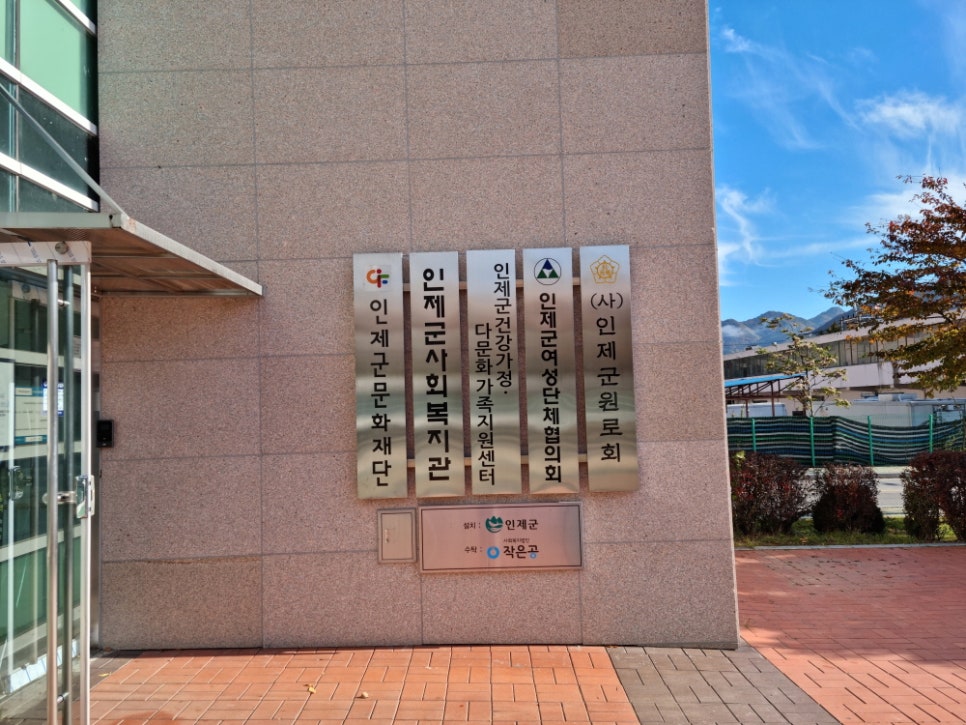 인제군문화재단
인제군사회복지관
인제군건강가정·
다문화가족지원센터
인제군여성단체협의회
(사)인제군원로회
설치 : 인제군
사회복지법인
수탁 : 작은공